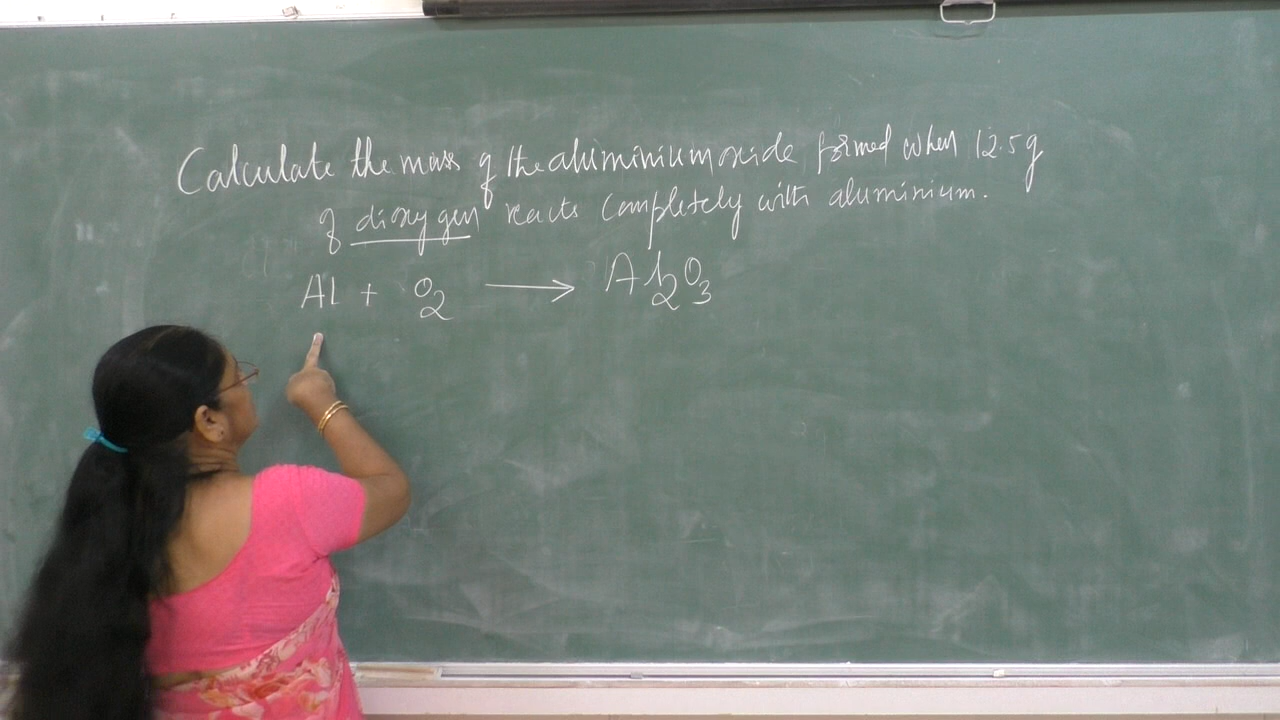 Calculate the mass of the aluminium oxide formed when 12.5g
of dioxygen reacts completely with aluminium.
Al + O₂ ⟶ Al₂O₃